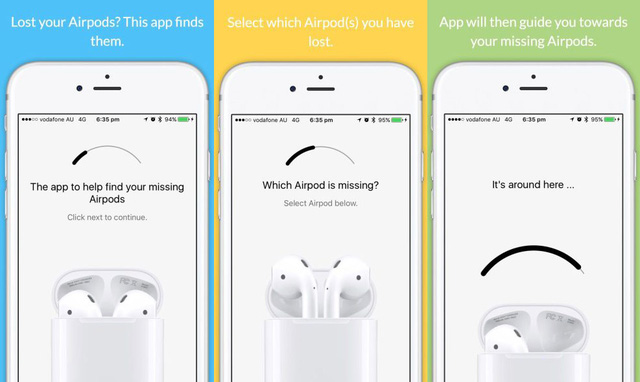 Lost your Airpods? This app finds
them.
●●●○○ vodafone AU 4G 6:35 pm 94%
The app to help find your missing
Airpods
Click next to continue.
Select which Airpod(s) you have
lost.
●●●○○ vodafone AU 4G 6:35 pm 95%
Which Airpod is missing?
Select Airpod below.
App will then guide you towards
your missing Airpods.
●●●●○ vodafone AU 4G 6:35 pm 95%
It's around here ...